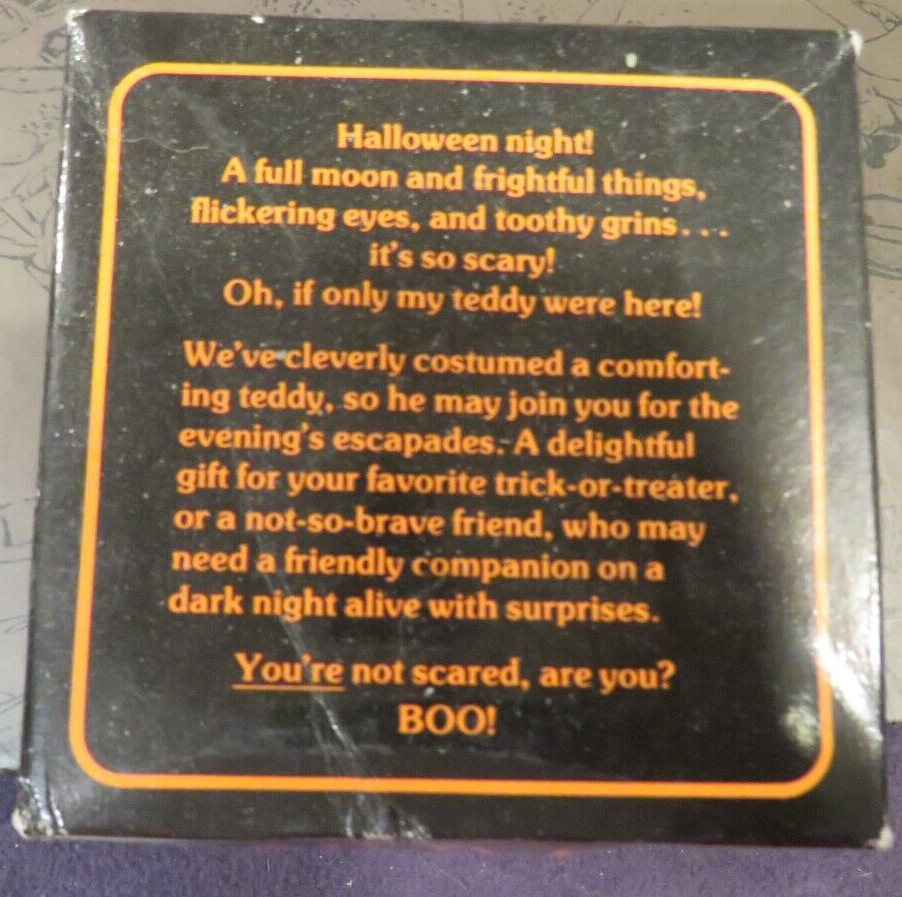 Halloween night!
A full moon and frightful things,
flickering eyes, and toothy grins...
it's so scary!
Oh, if only my teddy were here!
We've cleverly costumed a comfort-
ing teddy, so he may join you for the
evening's escapades. A delightful
gift for your favorite trick-or-treater,
or a not-so-brave friend, who may
need a friendly companion on a
dark night alive with surprises.
You're not scared, are you?
BOO!